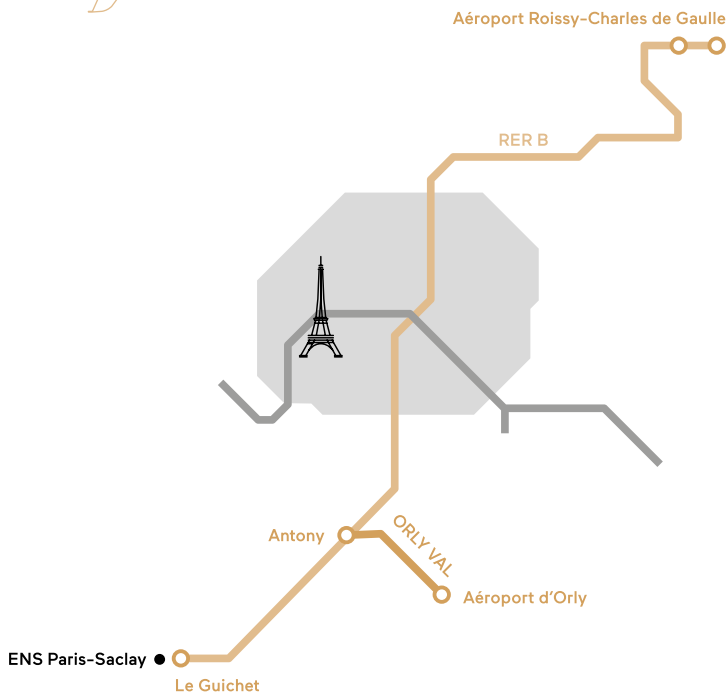 Aéroport Roissy-Charles de Gaulle
RER B
Antony
ORLY VAL
Aéroport d'Orly
ENS Paris-Saclay
Le Guichet